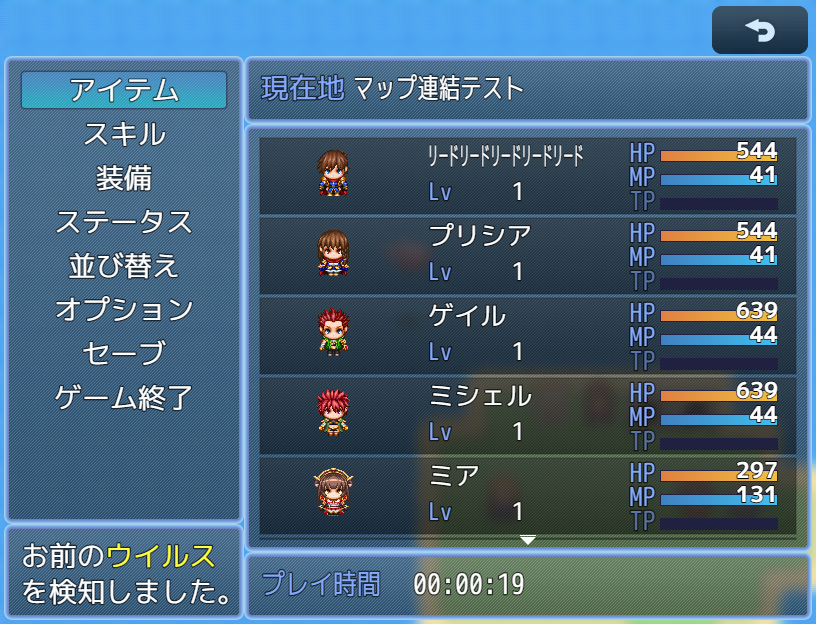 アイテム
スキル
装備
ステータス
並び替え
オプション
セーブ
ゲーム終了
お前のウイルス
を検知しました。
現在地 マップ連結テスト
リードリードリードリードリード
HP 544
Lv 1
MP 41
TP
プリシア
HP 544
Lv 1
MP 41
TP
ゲイル
HP 639
Lv 1
MP 44
TP
ミシェル
HP 639
Lv 1
MP 44
TP
ミア
HP 297
Lv 1
MP 131
TP
プレイ時間 00:00:19